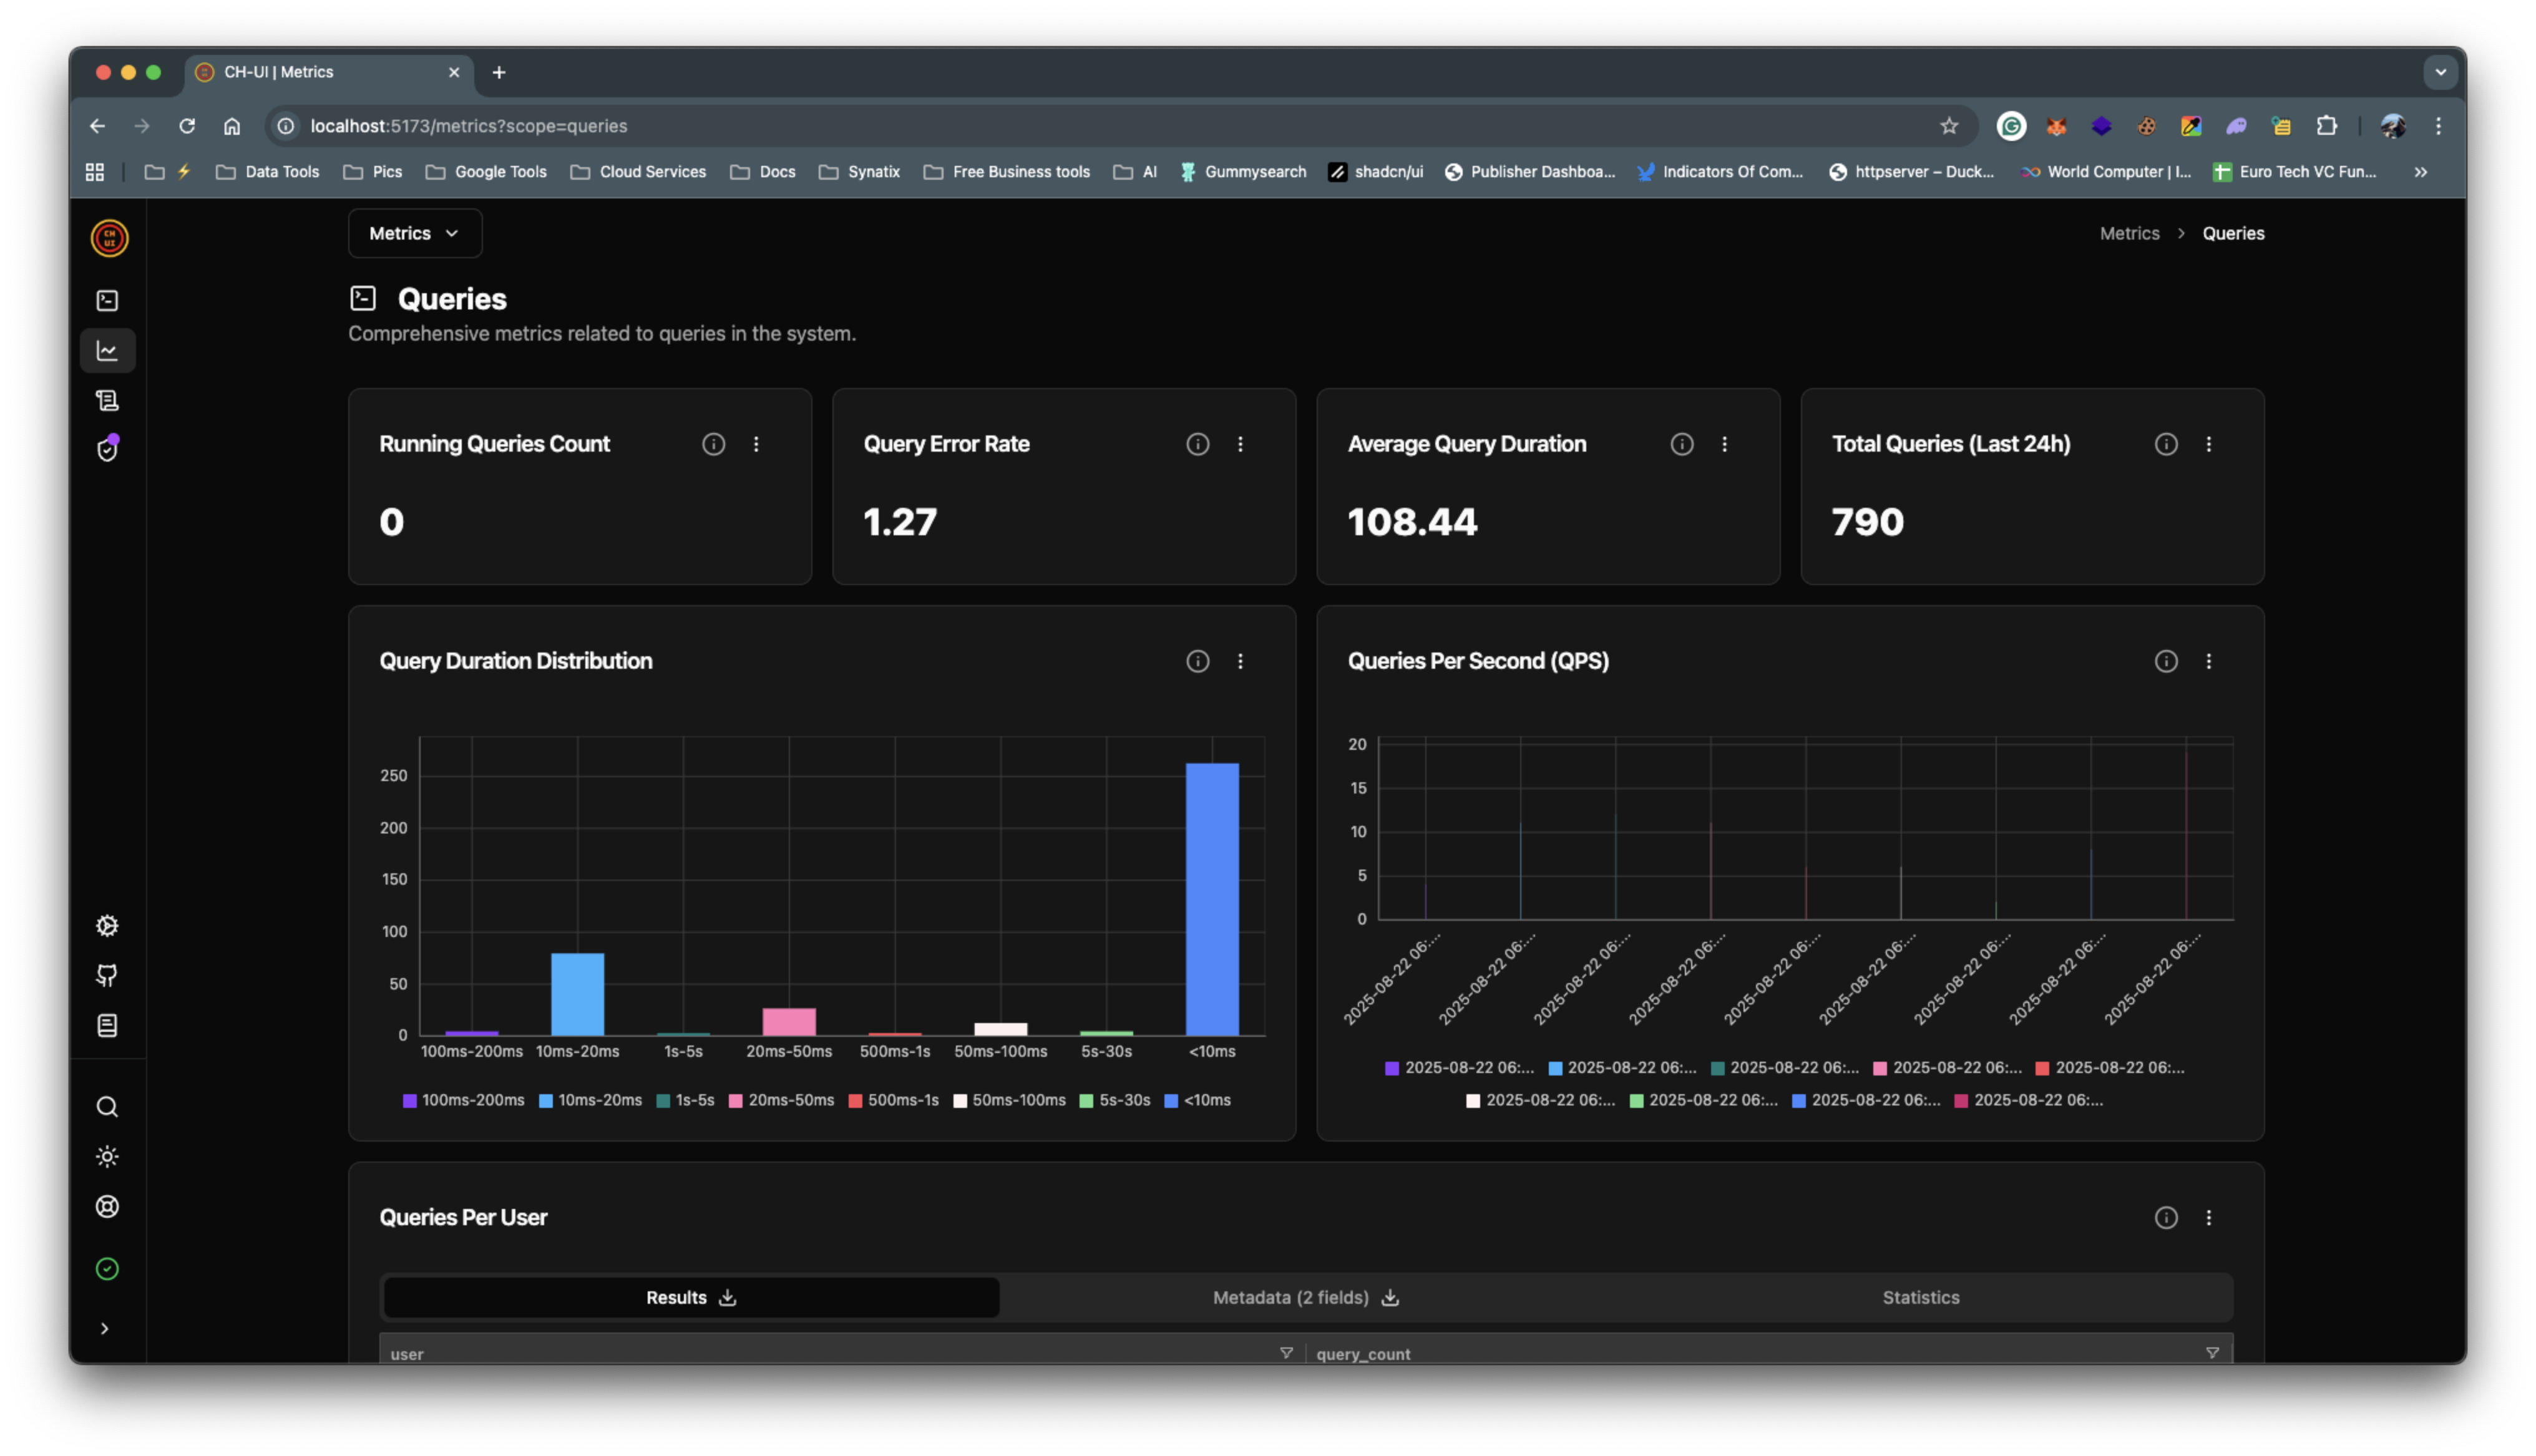 CH-UI | Metrics
localhost:5173/metrics?scope=queries
Data Tools Pics Google Tools Cloud Services Docs Synatix Free Business tools AI Gummysearch shadcn/ui Publisher Dashboa... Indicators Of Com... httpserver – Duck... World Computer | I... Euro Tech VC Fun...
CH
UI
Metrics
Metrics > Queries
Queries
Comprehensive metrics related to queries in the system.
Running Queries Count
0
Query Error Rate
1.27
Average Query Duration
108.44
Total Queries (Last 24h)
790
Query Duration Distribution
250
200
150
100
50
0
100ms-200ms 10ms-20ms 1s-5s 20ms-50ms 500ms-1s 50ms-100ms 5s-30s <10ms
100ms-200ms 10ms-20ms 1s-5s 20ms-50ms 500ms-1s 50ms-100ms 5s-30s <10ms
Queries Per Second (QPS)
20
15
10
5
0
2025-08-22 06:... 2025-08-22 06:... 2025-08-22 06:... 2025-08-22 06:... 2025-08-22 06:... 2025-08-22 06:... 2025-08-22 06:... 2025-08-22 06:... 2025-08-22 06:...
2025-08-22 06:... 2025-08-22 06:... 2025-08-22 06:... 2025-08-22 06:... 2025-08-22 06:...
2025-08-22 06:... 2025-08-22 06:... 2025-08-22 06:... 2025-08-22 06:...
Queries Per User
Results Metadata (2 fields) Statistics
user query_count